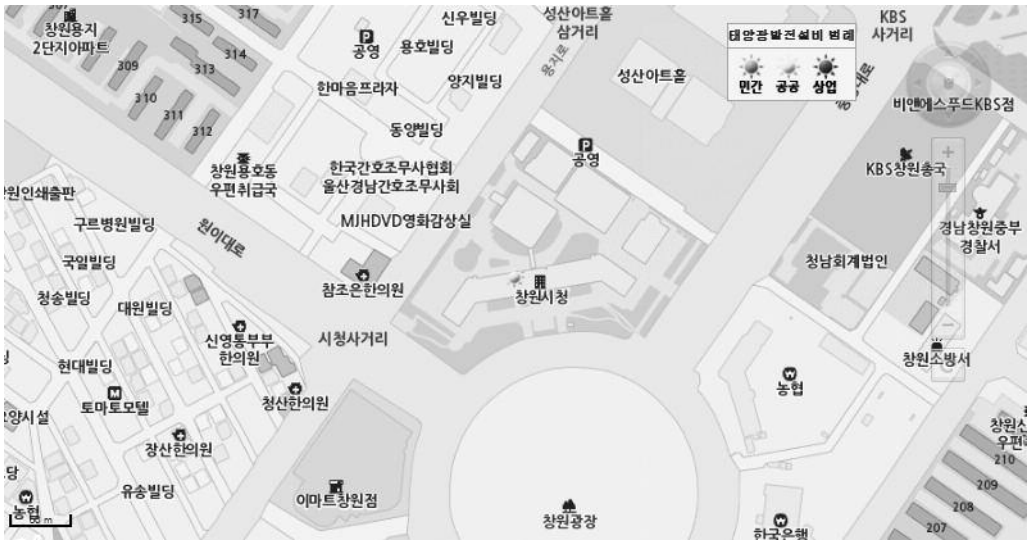 창원용지
2단지아파트
315
317
314
313
309
310
311
312
신우빌딩
공영
용호빌딩
한마음프라자
양지빌딩
동양빌딩
성산아트홀
삼거리
용지로
성산아트홀
KBS
사거리
태양광발전설비 범례
민간 공공 상업
비앤에스푸드KBS점
공영
KBS창원총국
창원용호동
우편취급국
한국간호조무사협회
울산경남간호조무사회
MJHDVD영화감상실
구르병원빌딩
원이대로
경남창원중부
경찰서
국일빌딩
청남회계법인
청송빌딩
대원빌딩
참조은한의원
창원시청
신영통부부
한의원
시청사거리
현대빌딩
창원소방서
토마토모텔
청산한의원
농협
장산한의원
유송빌딩
이마트창원점
210
209
208
207
농협
창원광장
한국은행